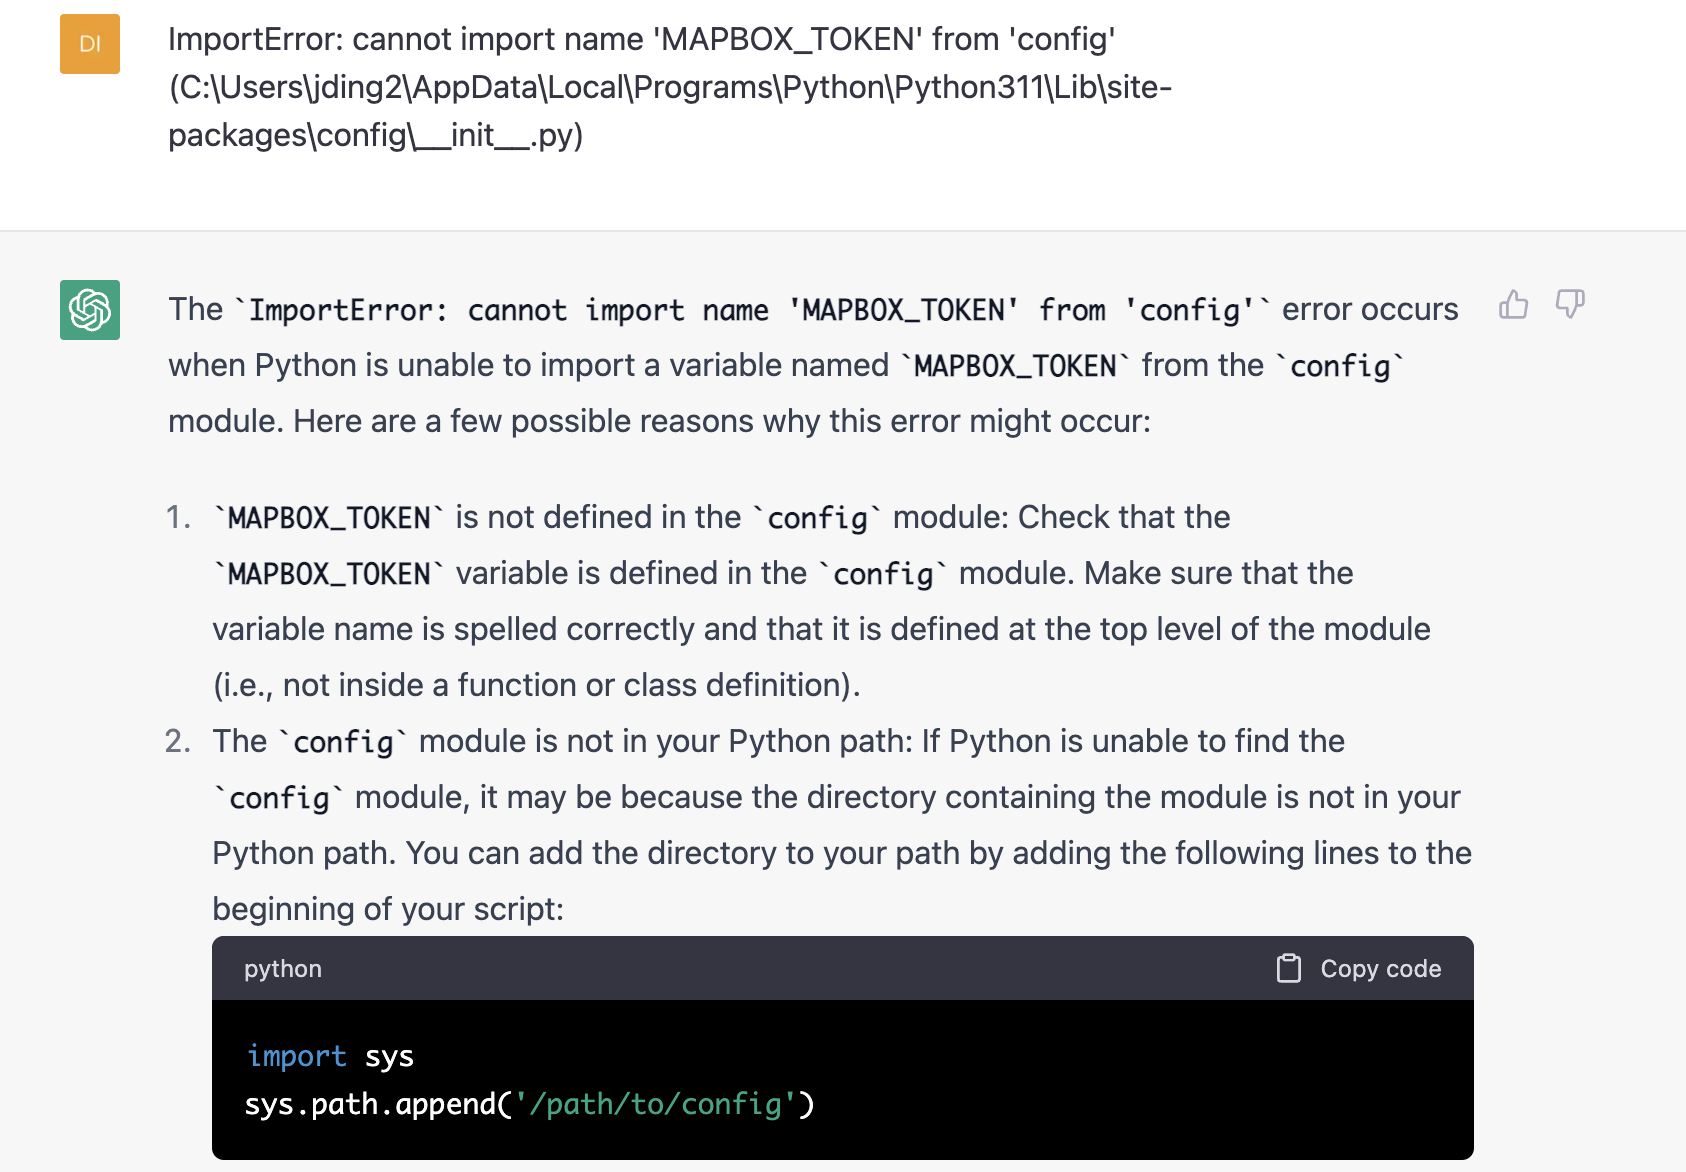 DI
ImportError: cannot import name 'MAPBOX_TOKEN' from 'config'
(C:\Users\jding2\AppData\Local\Programs\Python\Python311\Lib\site-
packages\config\__init__.py)
The `ImportError: cannot import name 'MAPBOX_TOKEN' from 'config'` error occurs
when Python is unable to import a variable named `MAPBOX_TOKEN` from the `config`
module. Here are a few possible reasons why this error might occur:
1. `MAPBOX_TOKEN` is not defined in the `config` module: Check that the
`MAPBOX_TOKEN` variable is defined in the `config` module. Make sure that the
variable name is spelled correctly and that it is defined at the top level of the module
(i.e., not inside a function or class definition).
2. The `config` module is not in your Python path: If Python is unable to find the
`config` module, it may be because the directory containing the module is not in your
Python path. You can add the directory to your path by adding the following lines to the
beginning of your script:
python Copy code
import sys
sys.path.append('/path/to/config')